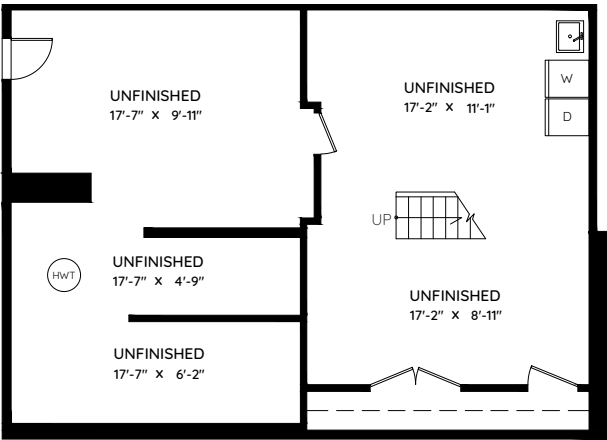 UNFINISHED
17'-7" x 9'-11"
UNFINISHED
17'-2" x 11'-1"
W
D
UP
UNFINISHED
17'-7" x 4'-9"
HWT
UNFINISHED
17'-2" x 8'-11"
UNFINISHED
17'-7" x 6'-2"